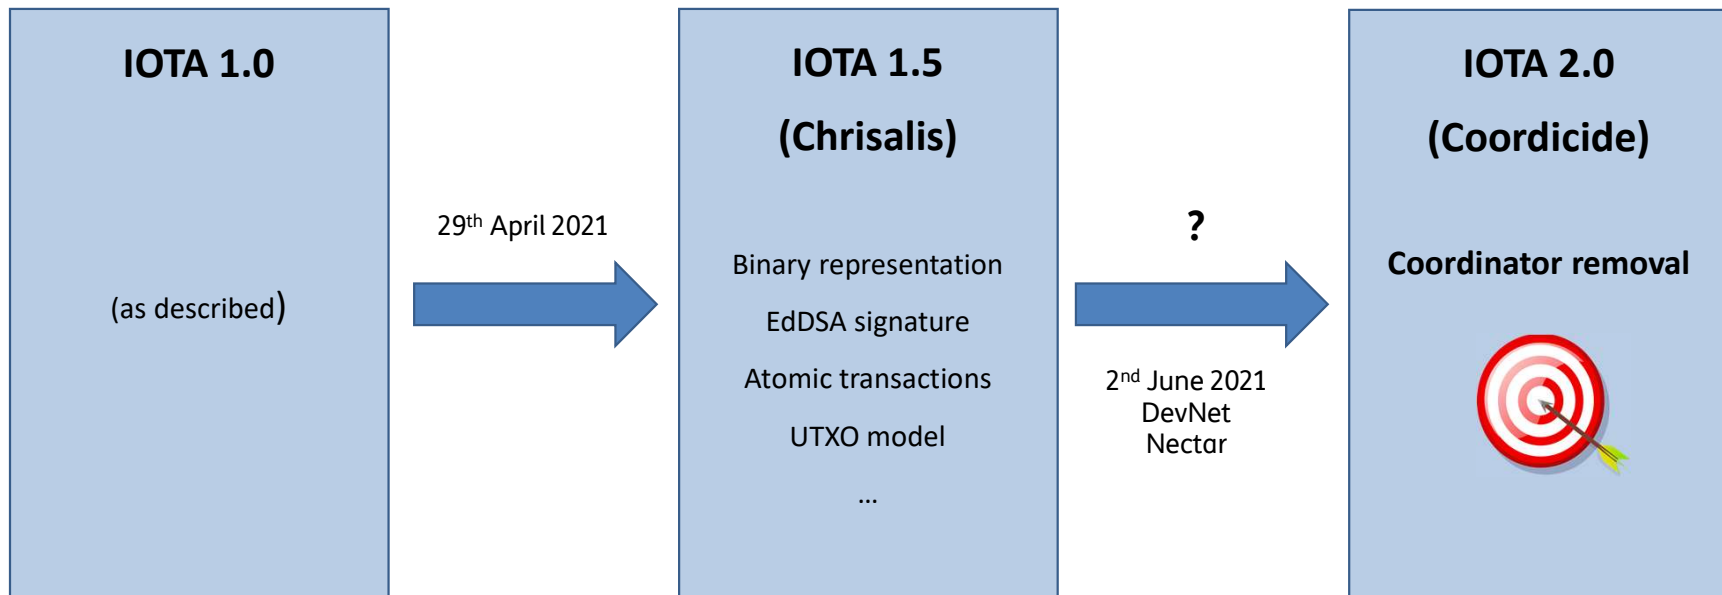 IOTA 1.0
(as described)
29th April 2021
IOTA 1.5
(Chrisalis)
Binary representation
EdDSA signature
Atomic transactions
UTXO model
...
?
2nd June 2021
DevNet
Nectar
IOTA 2.0
(Coordicide)
Coordinator removal